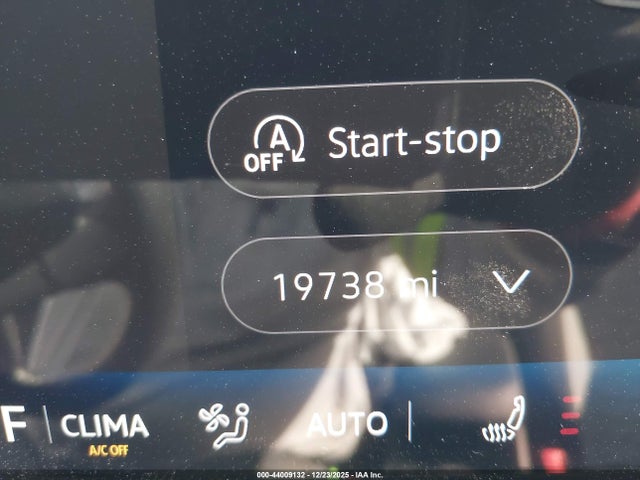 A
OFF
Start-stop
19738 mi
F
CLIMA
A/C OFF
AUTO
000-44009132 - 12/23/2025 - IAA Inc.